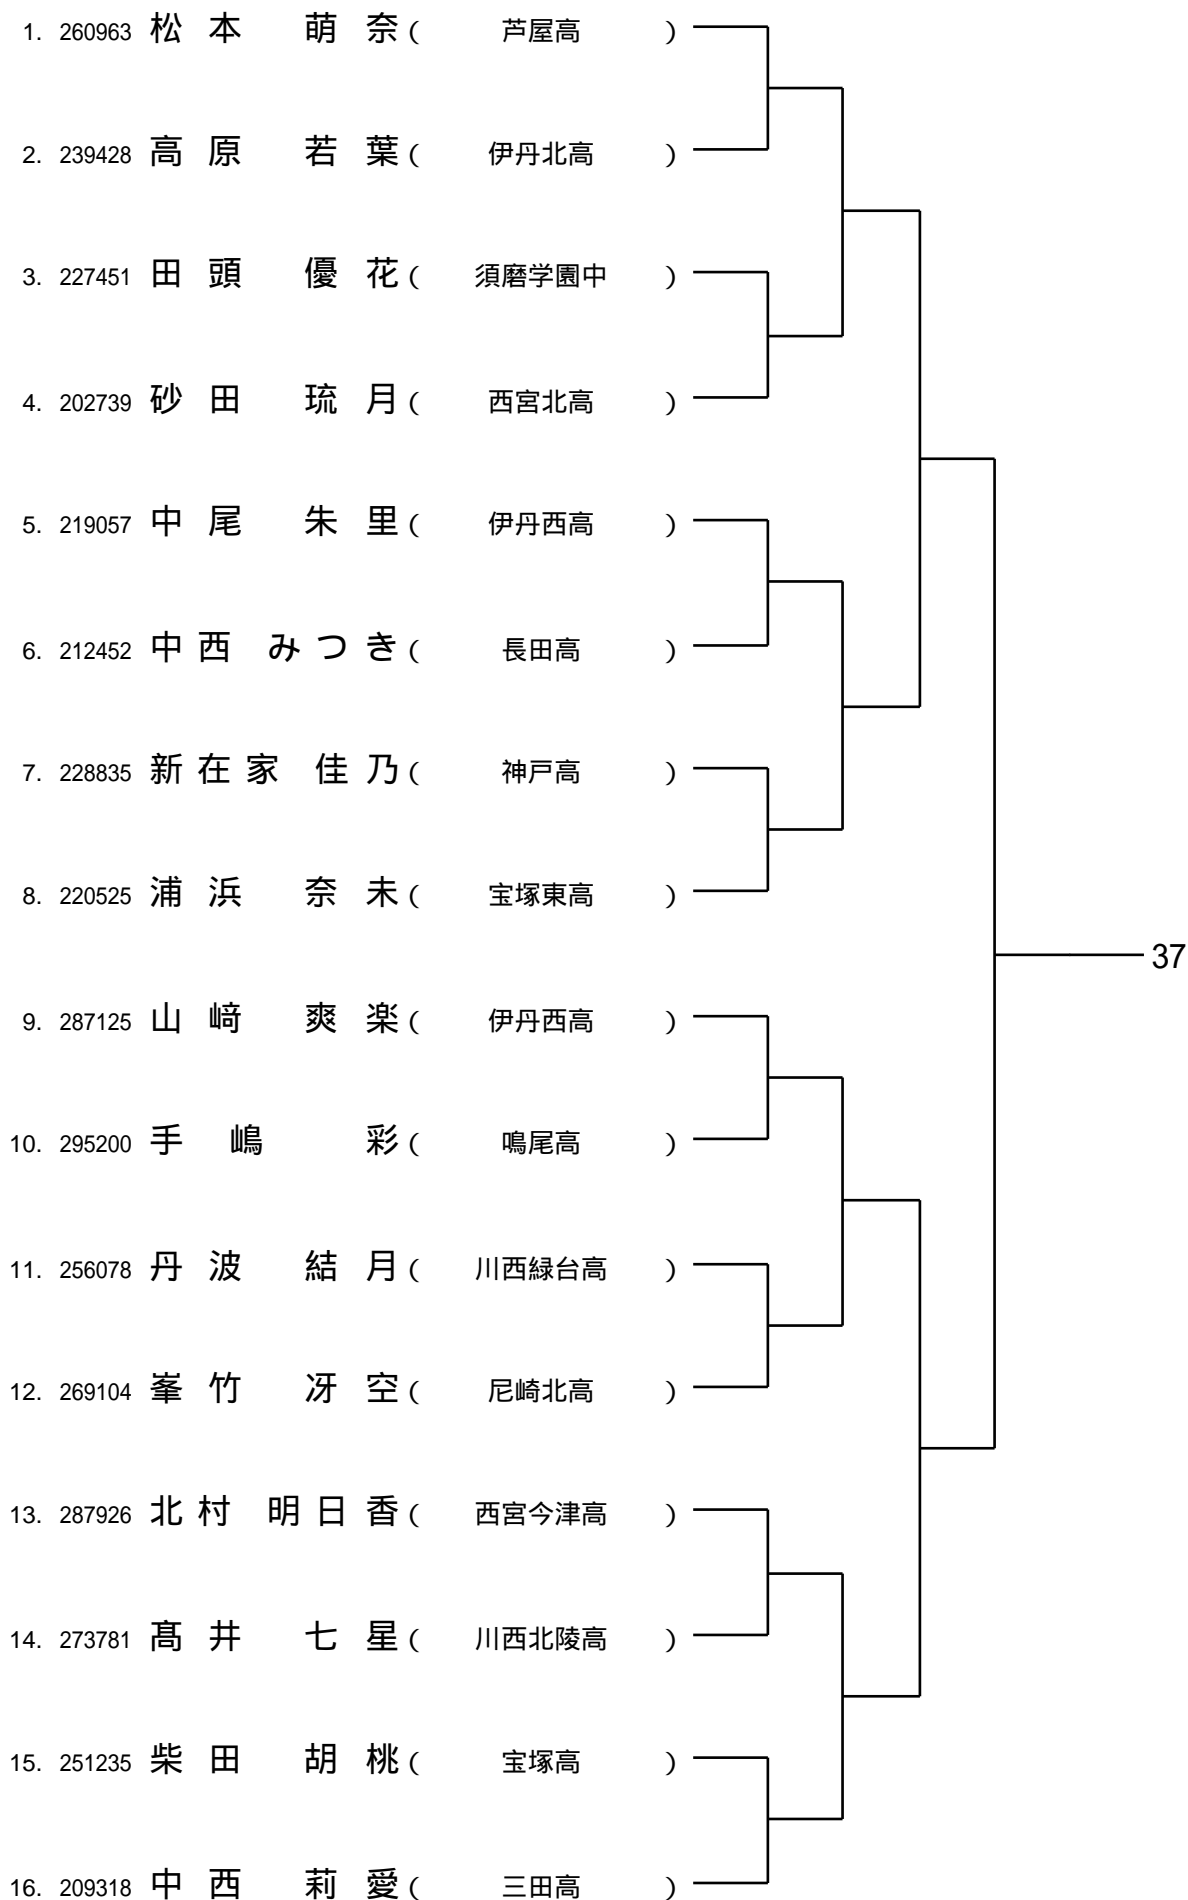 1. 260963 松本 萌奈 ( 芦屋高 )
2. 239428 高原 若葉 ( 伊丹北高 )
3. 227451 田頭 優花 ( 須磨学園中 )
4. 202739 砂田 琉月 ( 西宮北高 )
5. 219057 中尾 朱里 ( 伊丹西高 )
6. 212452 中西 みつき ( 長田高 )
7. 228835 新在家 佳乃 ( 神戸高 )
8. 220525 浦浜 奈未 ( 宝塚東高 )
37
9. 287125 山﨑 爽楽 ( 伊丹西高 )
10. 295200 手嶋 彩 ( 鳴尾高 )
11. 256078 丹波 結月 ( 川西緑台高 )
12. 269104 峯竹 冴空 ( 尼崎北高 )
13. 287926 北村 明日香 ( 西宮今津高 )
14. 273781 髙井 七星 ( 川西北陵高 )
15. 251235 柴田 胡桃 ( 宝塚高 )
16. 209318 中西 莉愛 ( 三田高 )